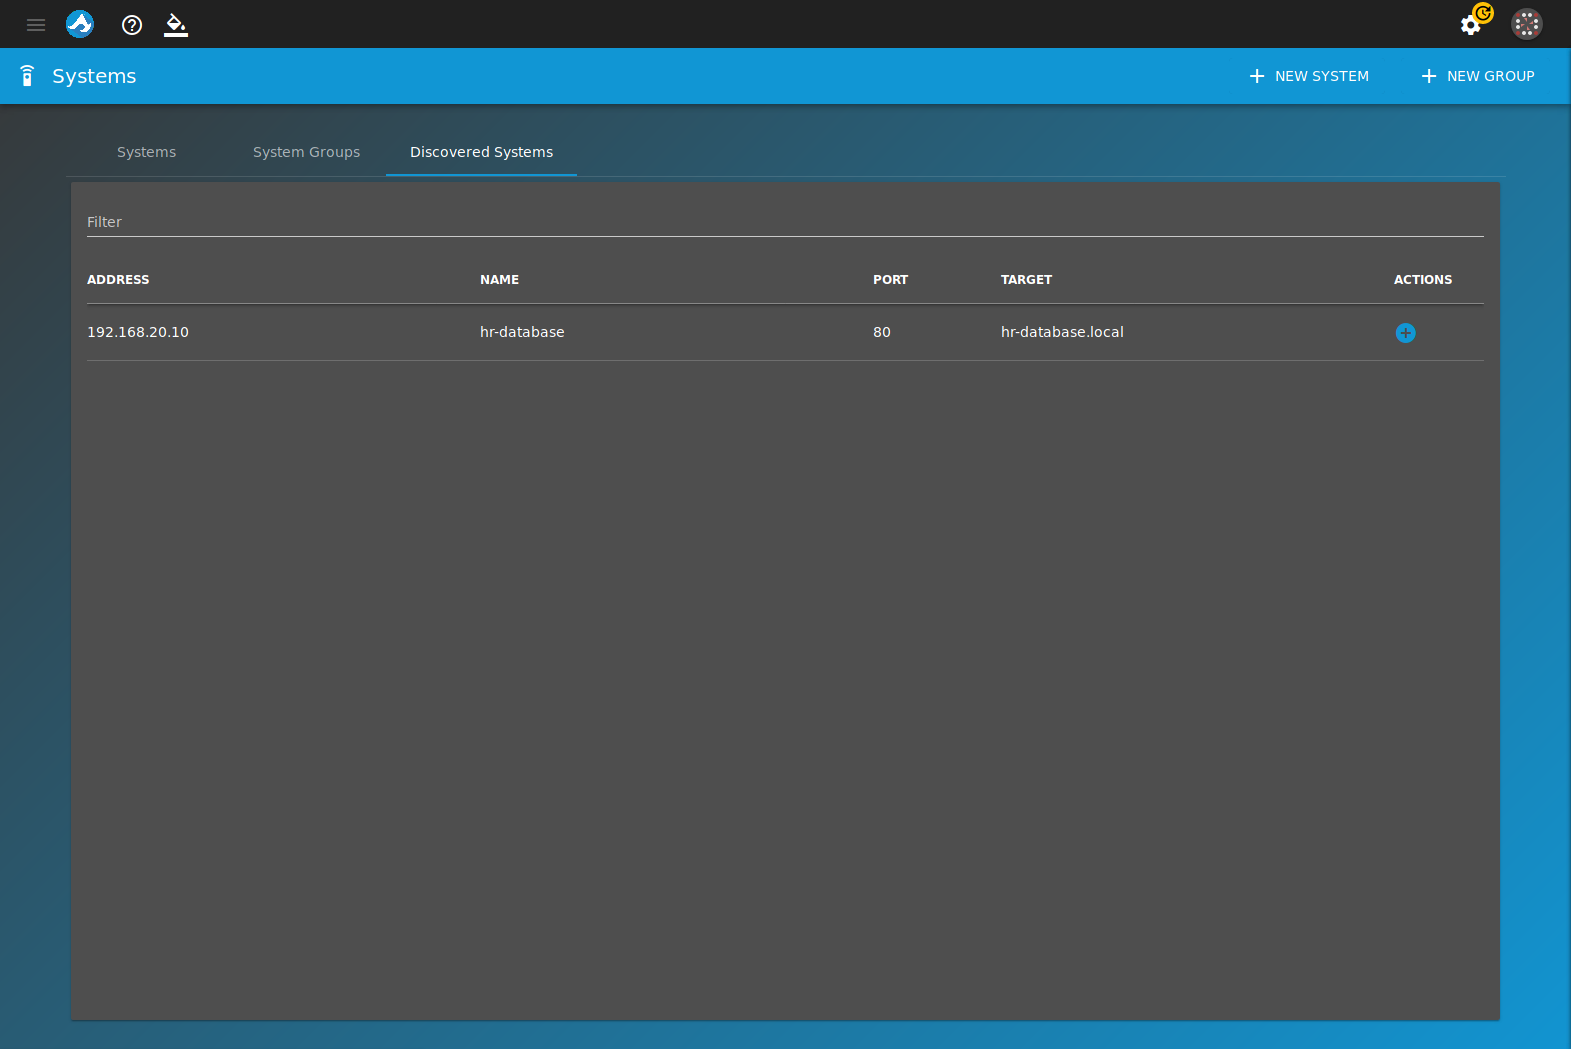 Systems
NEW SYSTEM
NEW GROUP
Systems
System Groups
Discovered Systems
Filter
ADDRESS NAME PORT TARGET ACTIONS
192.168.20.10 hr-database 80 hr-database.local